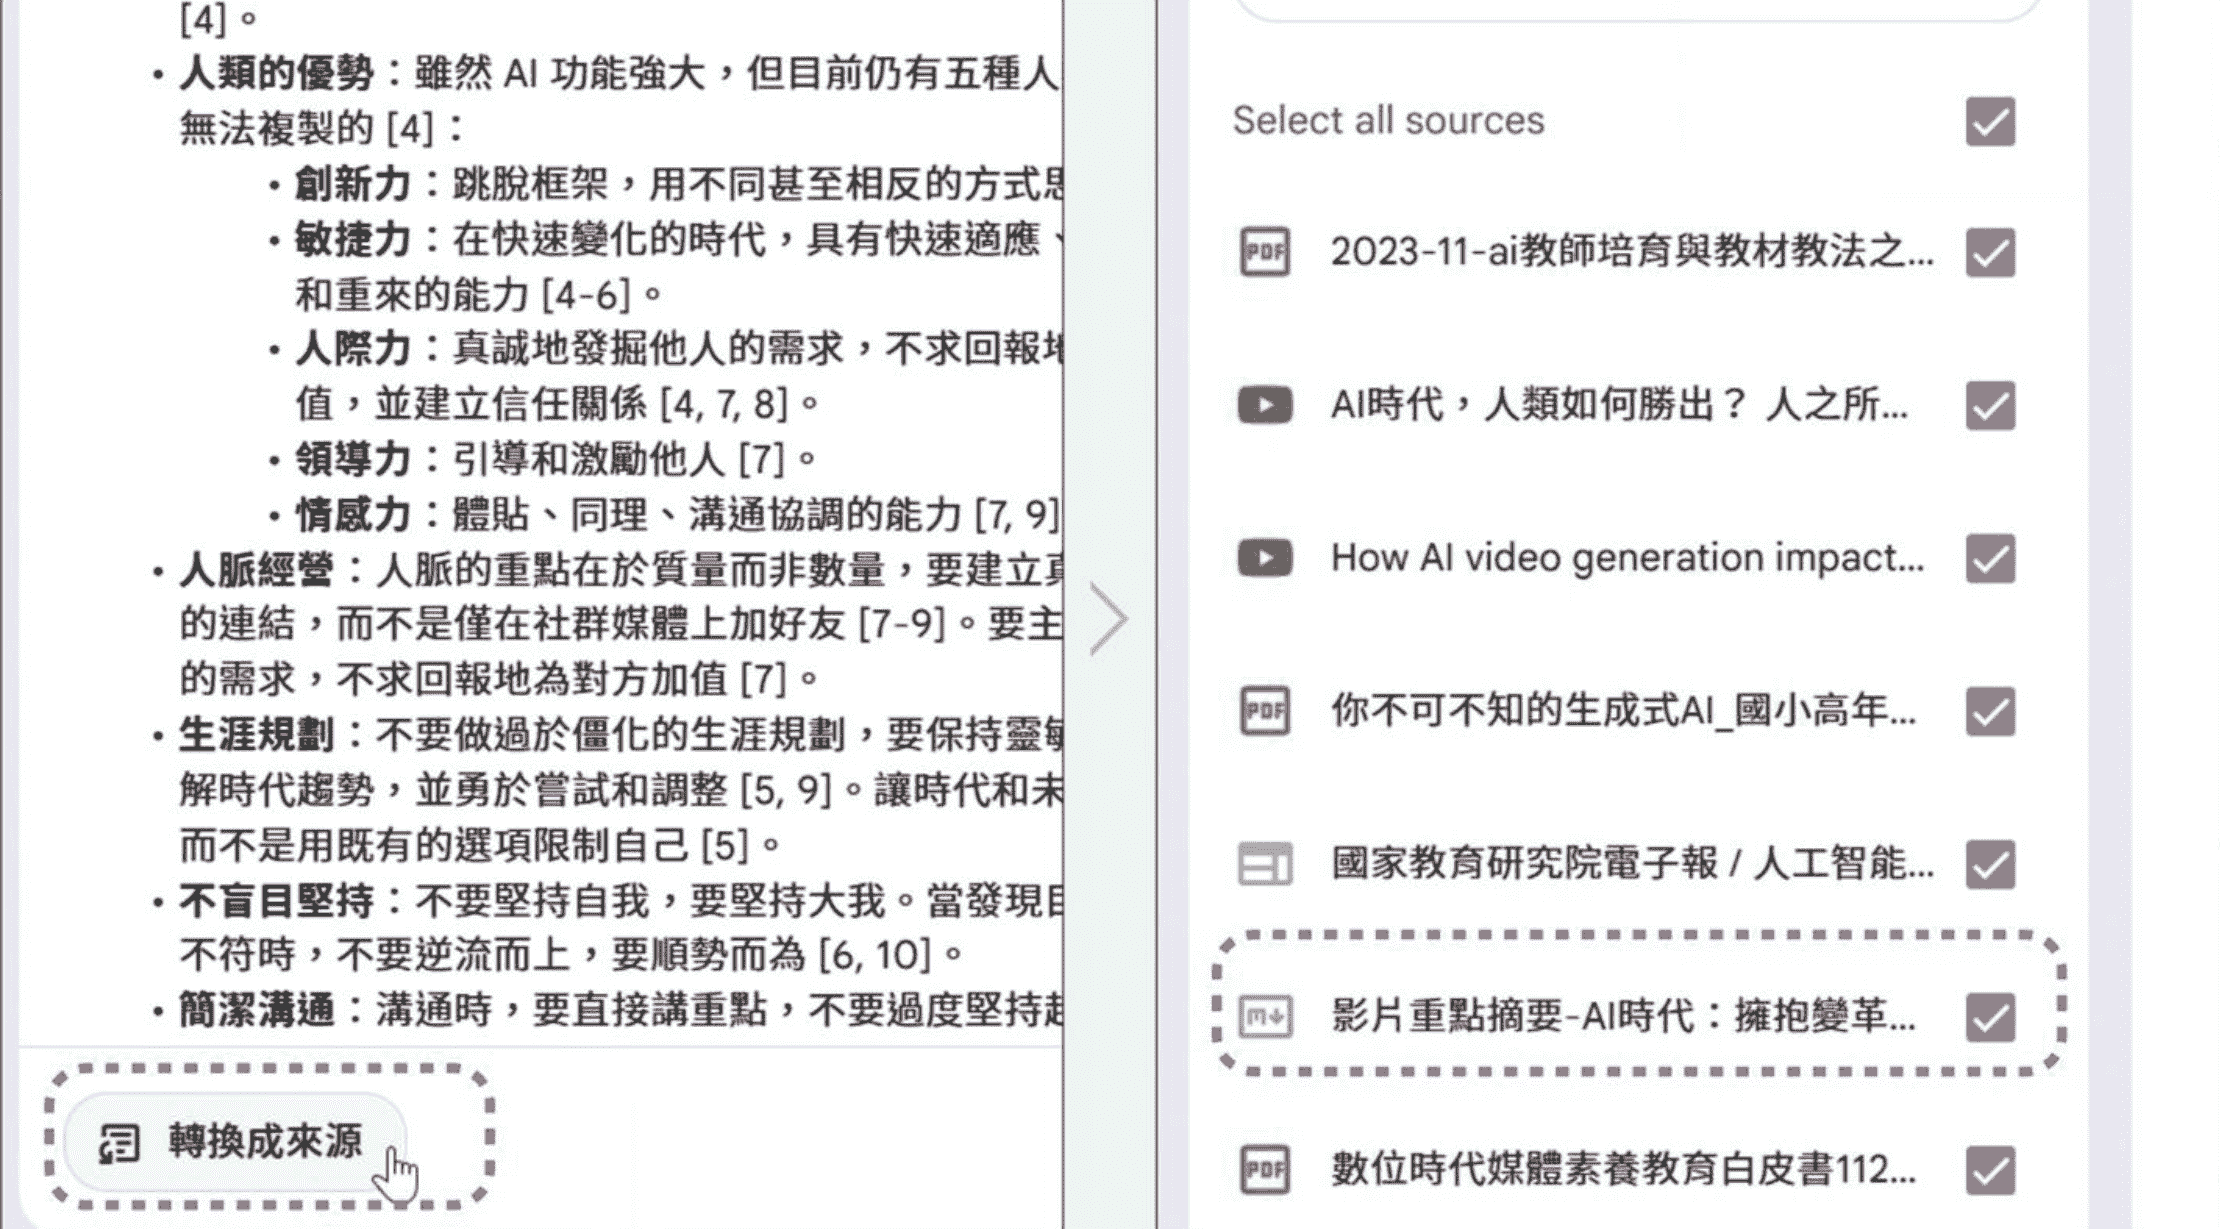 [4]。
• 人類的優勢：雖然 AI 功能強大，但目前仍有五種人
無法複製的 [4]：
• 創新力：跳脫框架，用不同甚至相反的方式思
• 敏捷力：在快速變化的時代，具有快速適應、
和重來的能力 [4-6]。
• 人際力：真誠地發掘他人的需求，不求回報地
值，並建立信任關係 [4, 7, 8]。
• 領導力：引導和激勵他人 [7]。
• 情感力：體貼、同理、溝通協調的能力 [7, 9]
• 人脈經營：人脈的重點在於質量而非數量，要建立真
的連結，而不是僅在社群媒體上加好友 [7-9]。要主
的需求，不求回報地為對方加值 [7]。
• 生涯規劃：不要做過於僵化的生涯規劃，要保持靈敏
解時代趨勢，並勇於嘗試和調整 [5, 9]。讓時代和未
而不是用既有的選項限制自己 [5]。
• 不盲目堅持：不要堅持自我，要堅持大我。當發現目
不符時，不要逆流而上，要順勢而為 [6, 10]。
• 簡潔溝通：溝通時，要直接講重點，不要過度堅持起
轉換成來源
Select all sources
PDF 2023-11-ai教師培育與教材教法之...
AI時代，人類如何勝出？ 人之所...
How AI video generation impact...
PDF 你不可不知的生成式AI_國小高年...
國家教育研究院電子報 / 人工智能...
影片重點摘要-AI時代：擁抱變革...
PDF 數位時代媒體素養教育白皮書112...